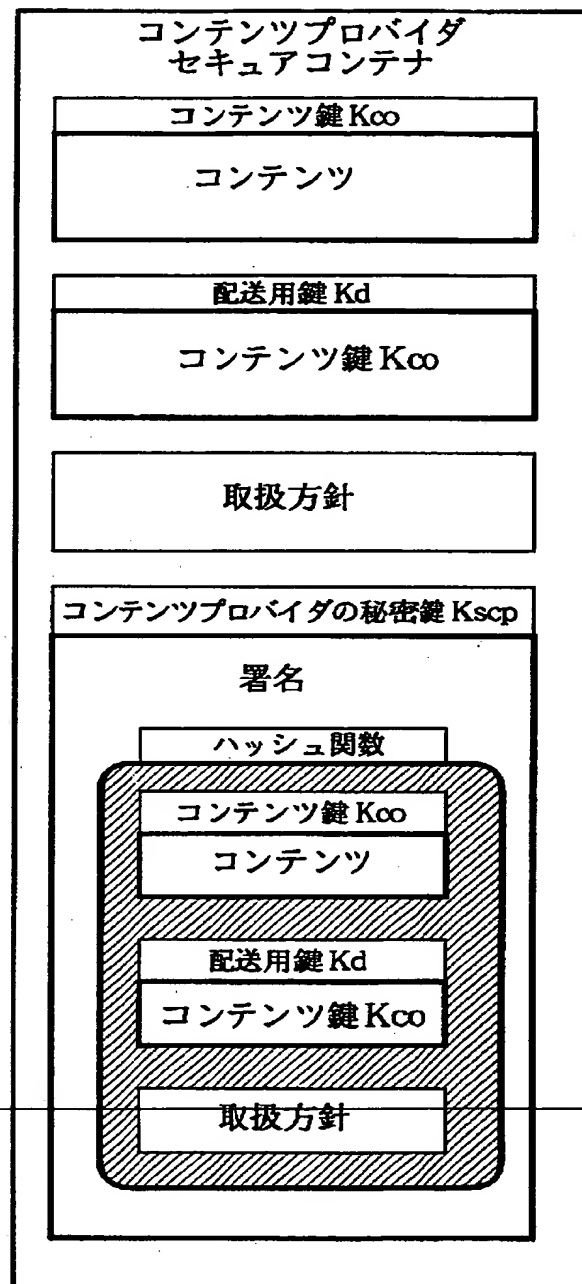 コンテンツプロバイダ
セキュアコンテナ
コンテンツ鍵Kco
コンテンツ
配送用鍵Kd
コンテンツ鍵Kco
取扱方針
コンテンツプロバイダの秘密鍵Kscp
署名
ハッシュ関数
コンテンツ鍵Kco
コンテンツ
配送用鍵Kd
コンテンツ鍵Kco
取扱方針